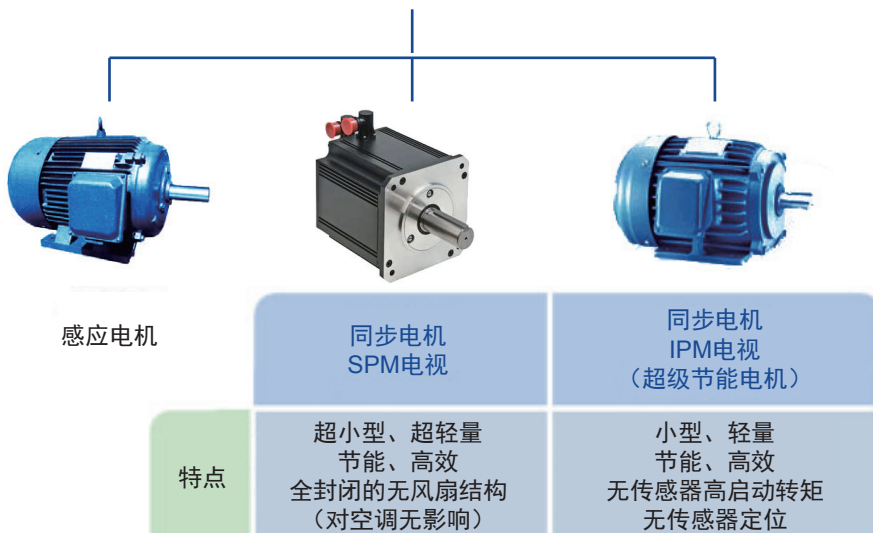 感应电机
同步电机
SPM电视
同步电机
IPM电视
（超级节能电机）
特点
超小型、超轻量
节能、高效
全封闭的无风扇结构
（对空调无影响）
小型、轻量
节能、高效
无传感器高启动转矩
无传感器定位